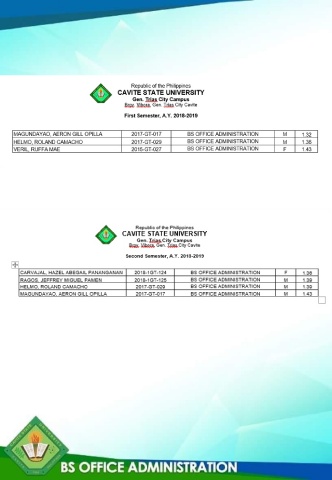 Republic of the Philippines
CAVITE STATE UNIVERSITY
Gen. Trias City Campus
Brgy. Vibora, Gen. Trias City Cavite
First Semester, A.Y. 2018-2019
MAGUNDAYAO, AERON GILL OPILLA 2017-GT-017 BS OFFICE ADMINISTRATION M 1.32
HELMO, ROLAND CAMACHO 2017-GT-029 BS OFFICE ADMINISTRATION M 1.35
VERIL, RUFFA MAE 2016-GT-027 BS OFFICE ADMINISTRATION F 1.43
Republic of the Philippines
CAVITE STATE UNIVERSITY
Gen. Trias City Campus
Brgy. Vibora, Gen. Trias City Cavite
Second Semester, A.Y. 2018-2019
CARVAJAL, HAZEL ABEGAIL PANANGANAN 2018-1GT-124 BS OFFICE ADMINISTRATION F
RAGOS, JEFFREY MIGUEL PAMEN 2018-1GT-125 BS OFFICE ADMINISTRATION M 1.39
HELMO, ROLAND CAMACHO 2017-GT-029 BS OFFICE ADMINISTRATION M 1.39
MAGUNDAYAO, AERON GILL OPILLA 2017-GT-017 BS OFFICE ADMINISTRATION M 1.43
BS OFFICE ADMINISTRATION